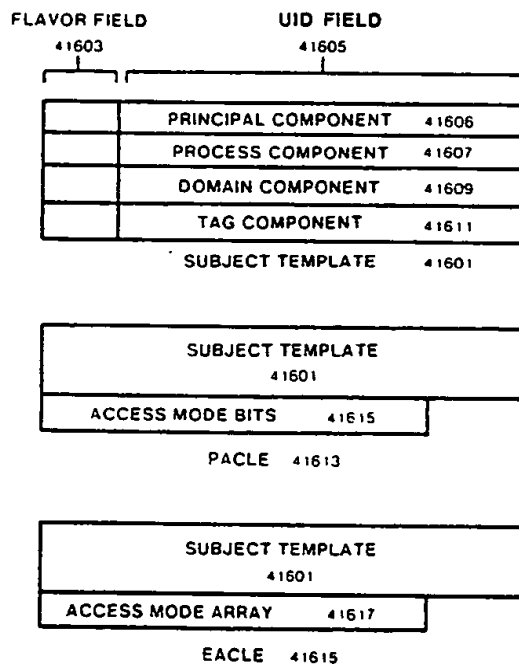 FLAVOR FIELD UID FIELD
41603 41605
PRINCIPAL COMPONENT 41606
PROCESS COMPONENT 41607
DOMAIN COMPONENT 41609
TAG COMPONENT 41611
SUBJECT TEMPLATE 41601
SUBJECT TEMPLATE
41601
ACCESS MODE BITS 41615
PACLE 41613
SUBJECT TEMPLATE
41601
ACCESS MODE ARRAY 41617
EACLE 41615